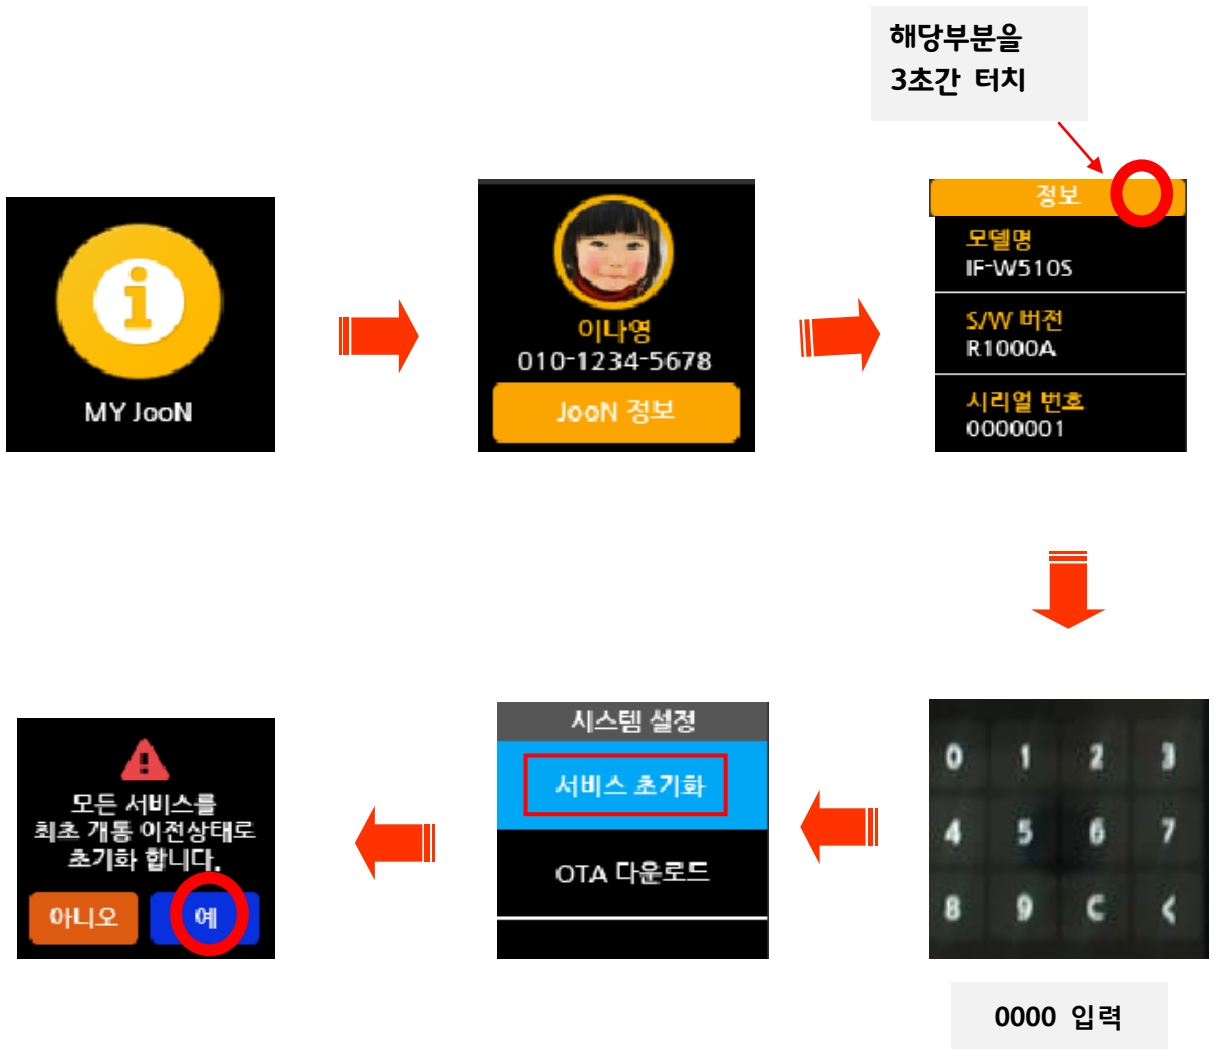 해당부분을
3초간 터치
MY JooN
이나영
010-1234-5678
JooN 정보
정보
모델명
IF-W510S
S/W 버전
R1000A
시리얼 번호
0000001
0 1 2 3
4 5 6 7
8 9 C <
0000 입력
시스템 설정
서비스 초기화
OTA 다운로드
모든 서비스를
최초 개통 이전상태로
초기화 합니다.
아니오 예